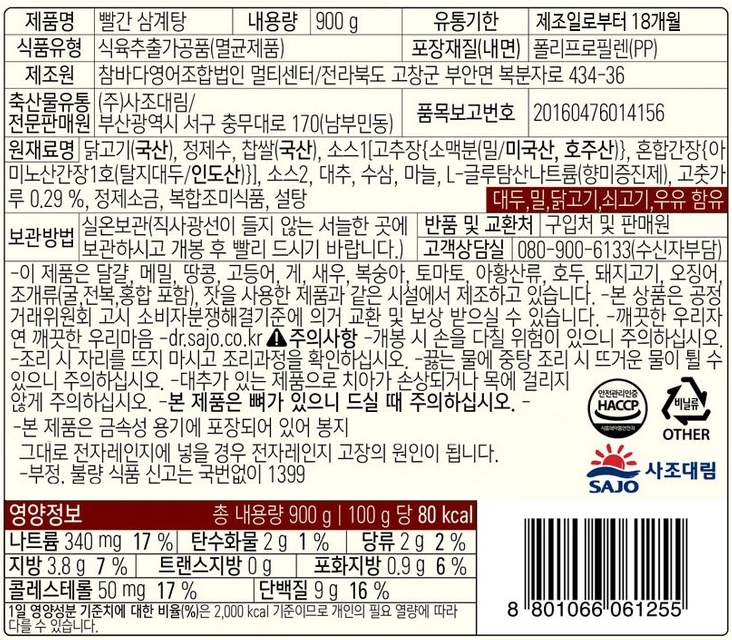 제품명 빨간 삼계탕 내용량 900 g 유통기한 제조일로부터 18개월
식품유형 식육추출가공품(멸균제품) 포장재질(내면) 폴리프로필렌(PP)
제조원 참바다영어조합법인 멀티센터/전라북도 고창군 부안면 복분자로 434-36
축산물유통 전문판매원 (주)사조대림/
부산광역시 서구 충무대로 170(남부민동) 품목보고번호 20160476014156
원재료명 닭고기(국산), 정제수, 찹쌀(국산), 소스1[고추장{소맥분(밀/미국산, 호주산)}, 혼합간장{아
미노산간장1호(탈지대두/인도산)}], 소스2, 대추, 수삼, 마늘, L-글루탐산나트륨(향미증진제), 고춧가
루 0.29 %, 정제소금, 복합조미식품, 설탕 대두,밀,닭고기,쇠고기,우유 함유
보관방법 실온보관(직사광선이 들지 않는 서늘한 곳에
보관하시고 개봉 후 빨리 드시기 바랍니다.)
반품 및 교환처 구입처 및 판매원
고객상담실 080-900-6133(수신자부담)
-이 제품은 달걀, 메밀, 땅콩, 고등어, 게, 새우, 복숭아, 토마토, 아황산류, 호두, 돼지고기, 오징어,
조개류(굴,전복,홍합 포함), 잣을 사용한 제품과 같은 시설에서 제조하고 있습니다. -본 상품은 공정
거래위원회 고시 소비자분쟁해결기준에 의거 교환 및 보상 받으실 수 있습니다. -깨끗한 우리자
연 깨끗한 우리마음 -dr.sajo.co.kr ⚠주의사항 -개봉 시 손을 다칠 위험이 있으니 주의하십시오.
-조리 시 자리를 뜨지 마시고 조리과정을 확인하십시오. -끓는 물에 중탕 조리 시 뜨거운 물이 튈 수
있으니 주의하십시오. -대추가 있는 제품으로 치아가 손상되거나 목에 걸리지
않게 주의하십시오. -본 제품은 뼈가 있으니 드실 때 주의하십시오. -
-본 제품은 금속성 용기에 포장되어 있어 봉지
그대로 전자레인지에 넣을 경우 전자레인지 고장의 원인이 됩니다.
-부정, 불량 식품 신고는 국번없이 1399
안전관리인증
HACCP
식품의약품안전처
비닐류
OTHER
SAJO 사조대림
영양정보 총 내용량 900 g | 100 g 당 80 kcal
나트륨 340 mg 17 % 탄수화물 2 g 1 % 당류 2 g 2 %
지방 3.8 g 7 % 트랜스지방 0 g 포화지방 0.9 g 6 %
콜레스테롤 50 mg 17 % 단백질 9 g 16 %
1일 영양성분 기준치에 대한 비율(%)은 2,000 kcal 기준이므로 개인의 필요 열량에 따라
다를 수 있습니다.
8 801066 061255